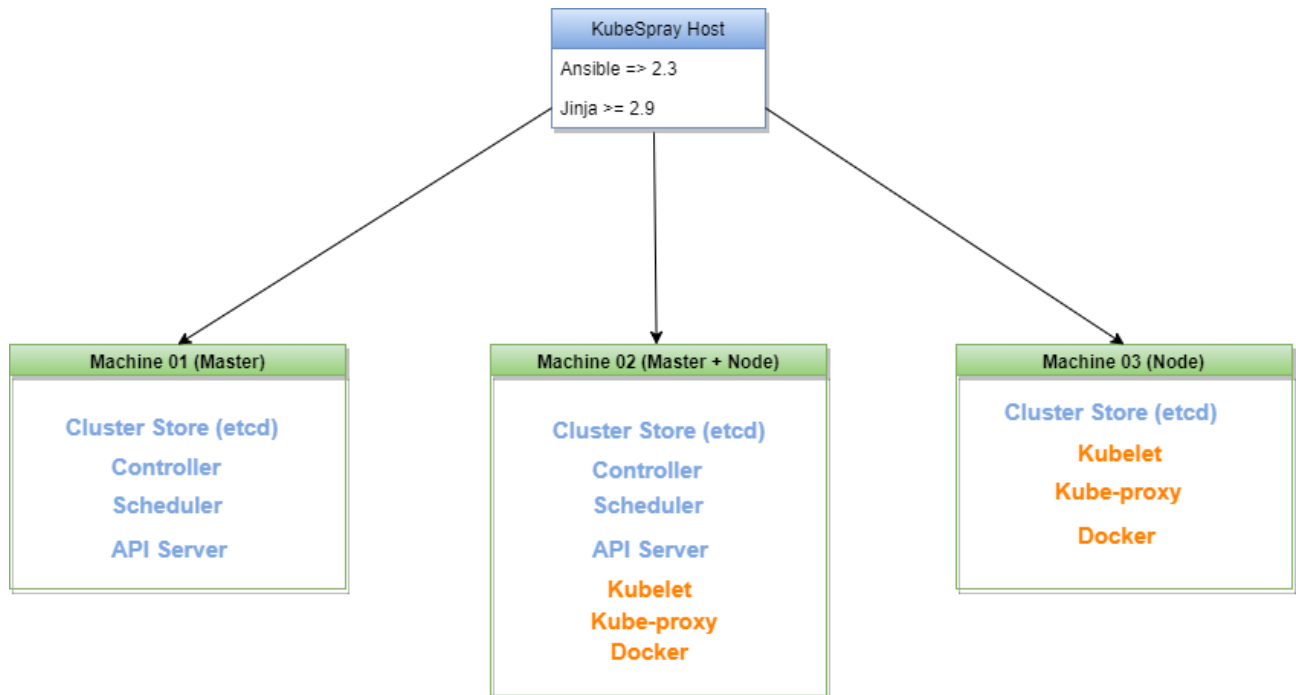 KubeSpray Host
Ansible => 2.3
Jinja >= 2.9
Machine 01 (Master)
Cluster Store (etcd)
Controller
Scheduler
API Server
Machine 02 (Master + Node)
Cluster Store (etcd)
Controller
Scheduler
API Server
Kubelet
Kube-proxy
Docker
Machine 03 (Node)
Cluster Store (etcd)
Kubelet
Kube-proxy
Docker